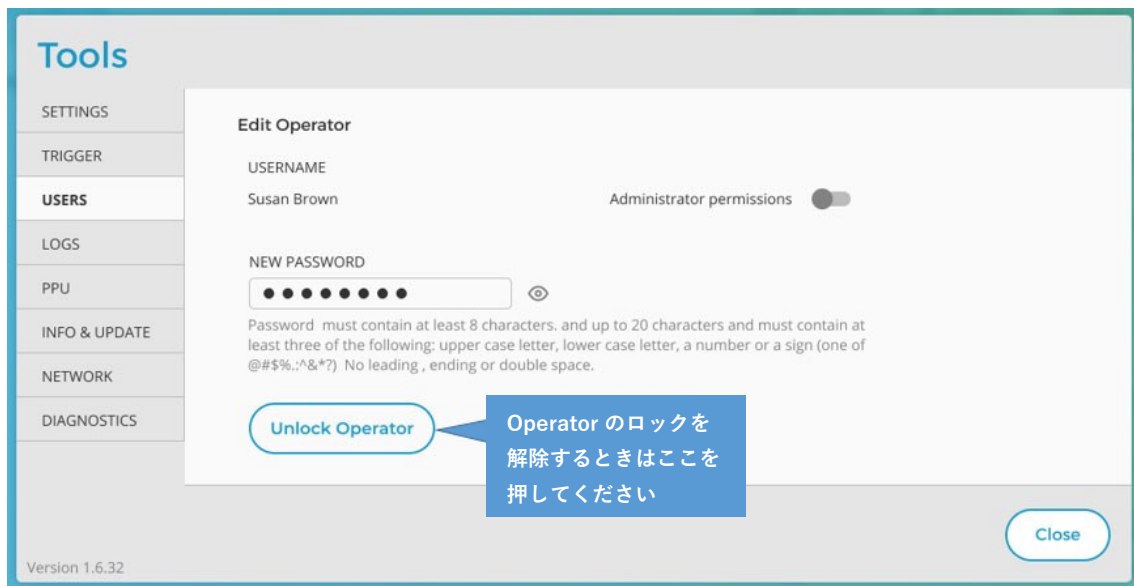 Tools
SETTINGS
TRIGGER
USERS
LOGS
PPU
INFO & UPDATE
NETWORK
DIAGNOSTICS
Edit Operator
USERNAME
Susan Brown
Administrator permissions
NEW PASSWORD
●●●●●●●●
Password must contain at least 8 characters. and up to 20 characters and must contain at
least three of the following: upper case letter, lower case letter, a number or a sign (one of
@#$%.:^&*?) No leading , ending or double space.
Unlock Operator
Operator のロックを
解除するときはここを
押してください
Close
Version 1.6.32